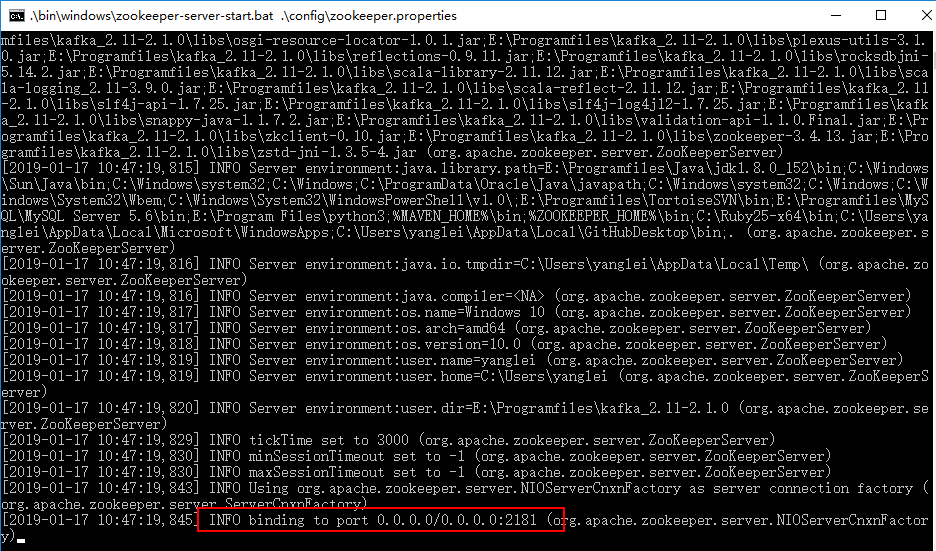 .\bin\windows\zookeeper-server-start.bat .\config\zookeeper.properties
mfiles\kafka_2.11-2.1.0\libs\osgi-resource-locator-1.0.1.jar;E:\Programfiles\kafka_2.11-2.1.0\libs\plexus-utils-3.1.
0.jar;E:\Programfiles\kafka_2.11-2.1.0\libs\reflections-0.9.11.jar;E:\Programfiles\kafka_2.11-2.1.0\libs\rocksdbjni-
5.14.2.jar;E:\Programfiles\kafka_2.11-2.1.0\libs\scala-library-2.11.12.jar;E:\Programfiles\kafka_2.11-2.1.0\libs\sca
la-logging_2.11-3.9.0.jar;E:\Programfiles\kafka_2.11-2.1.0\libs\scala-reflect-2.11.12.jar;E:\Programfiles\kafka_2.11
-2.1.0\libs\slf4j-api-1.7.25.jar;E:\Programfiles\kafka_2.11-2.1.0\libs\slf4j-log4j12-1.7.25.jar;E:\Programfiles\kafk
a_2.11-2.1.0\libs\snappy-java-1.1.7.2.jar;E:\Programfiles\kafka_2.11-2.1.0\libs\validation-api-1.1.0.Final.jar;E:\Pr
ogramfiles\kafka_2.11-2.1.0\libs\zkclient-0.10.jar;E:\Programfiles\kafka_2.11-2.1.0\libs\zookeeper-3.4.13.jar;E:\Pro
gramfiles\kafka_2.11-2.1.0\libs\zstd-jni-1.3.5-4.jar (org.apache.zookeeper.server.ZooKeeperServer)
[2019-01-17 10:47:19,815] INFO Server environment:java.library.path=E:\Programfiles\Java\jdk1.8.0_152\bin;C:\Windows
\Sun\Java\bin;C:\Windows\system32;C:\Windows;C:\ProgramData\Oracle\Java\javapath;C:\Windows\system32;C:\Windows;C:\W
indows\System32\Wbem;C:\Windows\System32\WindowsPowerShell\v1.0\;E:\Programfiles\TortoiseSVN\bin;E:\Programfiles\MyS
QL\MySQL Server 5.6\bin;E:\Program Files\python3;%MAVEN_HOME%\bin;%ZOOKEEPER_HOME%\bin;C:\Ruby25-x64\bin;C:\Users\ya
nglei\AppData\Local\Microsoft\WindowsApps;C:\Users\yanglei\AppData\Local\GitHubDesktop\bin;. (org.apache.zookeeper.s
erver.ZooKeeperServer)
[2019-01-17 10:47:19,816] INFO Server environment:java.io.tmpdir=C:\Users\yanglei\AppData\Local\Temp\ (org.apache.zo
okeeper.server.ZooKeeperServer)
[2019-01-17 10:47:19,816] INFO Server environment:java.compiler=<NA> (org.apache.zookeeper.server.ZooKeeperServer)
[2019-01-17 10:47:19,817] INFO Server environment:os.name=Windows 10 (org.apache.zookeeper.server.ZooKeeperServer)
[2019-01-17 10:47:19,817] INFO Server environment:os.arch=amd64 (org.apache.zookeeper.server.ZooKeeperServer)
[2019-01-17 10:47:19,818] INFO Server environment:os.version=10.0 (org.apache.zookeeper.server.ZooKeeperServer)
[2019-01-17 10:47:19,819] INFO Server environment:user.name=yanglei (org.apache.zookeeper.server.ZooKeeperServer)
[2019-01-17 10:47:19,819] INFO Server environment:user.home=C:\Users\yanglei (org.apache.zookeeper.server.ZooKeeperS
erver)
[2019-01-17 10:47:19,820] INFO Server environment:user.dir=E:\Programfiles\kafka_2.11-2.1.0 (org.apache.zookeeper.se
rver.ZooKeeperServer)
[2019-01-17 10:47:19,829] INFO tickTime set to 3000 (org.apache.zookeeper.server.ZooKeeperServer)
[2019-01-17 10:47:19,830] INFO minSessionTimeout set to -1 (org.apache.zookeeper.server.ZooKeeperServer)
[2019-01-17 10:47:19,830] INFO maxSessionTimeout set to -1 (org.apache.zookeeper.server.ZooKeeperServer)
[2019-01-17 10:47:19,843] INFO Using org.apache.zookeeper.server.NIOServerCnxnFactory as server connection factory (
org.apache.zookeeper.server.ServerCnxnFactory)
[2019-01-17 10:47:19,845] INFO binding to port 0.0.0.0/0.0.0.0:2181 (org.apache.zookeeper.server.NIOServerCnxnFactor
y)